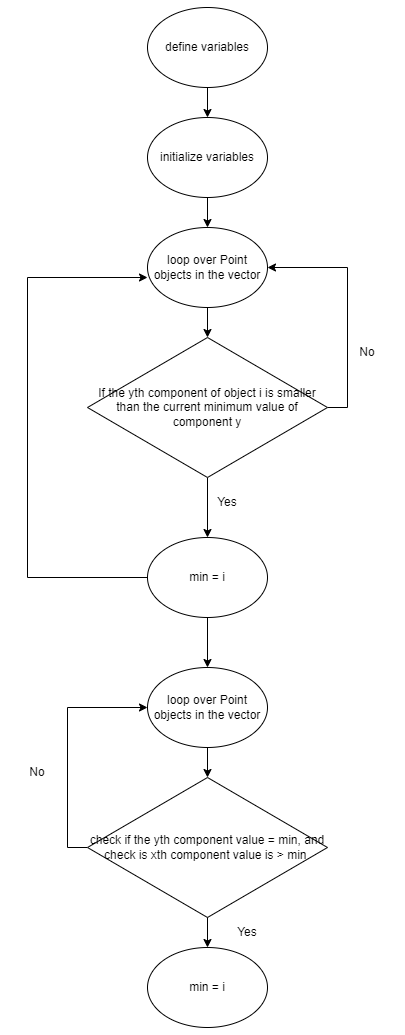 define variables
initialize variables
loop over Point
objects in the vector
No
If the yth component of object i is smaller
than the current minimum value of
component y
Yes
min = i
loop over Point
objects in the vector
No
check if the yth component value = min, and
check is xth component value is > min
Yes
min = i